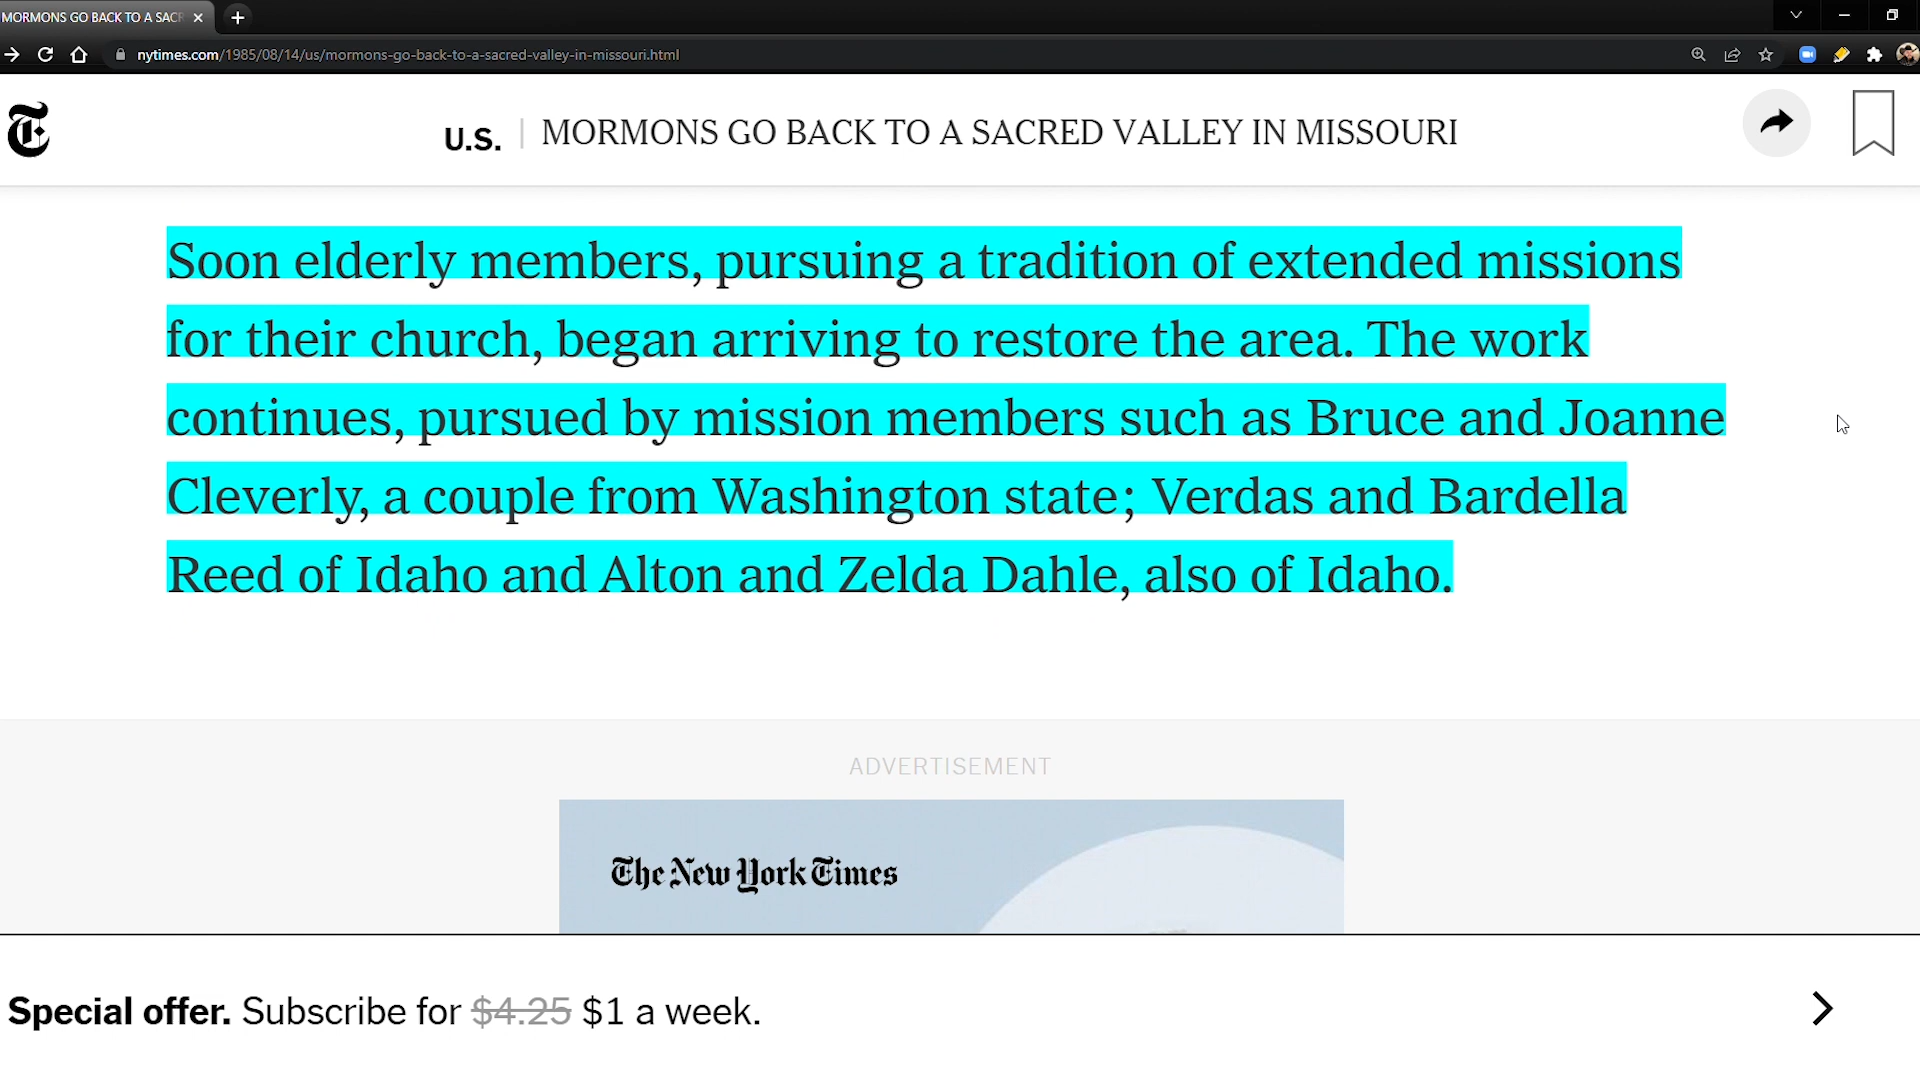 MORMONS GO BACK TO A SAC
nytimes.com/1985/08/14/us/mormons-go-back-to-a-sacred-valley-in-missouri.html
U.S. | MORMONS GO BACK TO A SACRED VALLEY IN MISSOURI
Soon elderly members, pursuing a tradition of extended missions
for their church, began arriving to restore the area. The work
continues, pursued by mission members such as Bruce and Joanne
Cleverly, a couple from Washington state; Verdas and Bardella
Reed of Idaho and Alton and Zelda Dahle, also of Idaho.
ADVERTISEMENT
The New York Times
Special offer. Subscribe for $4.25 $1 a week.